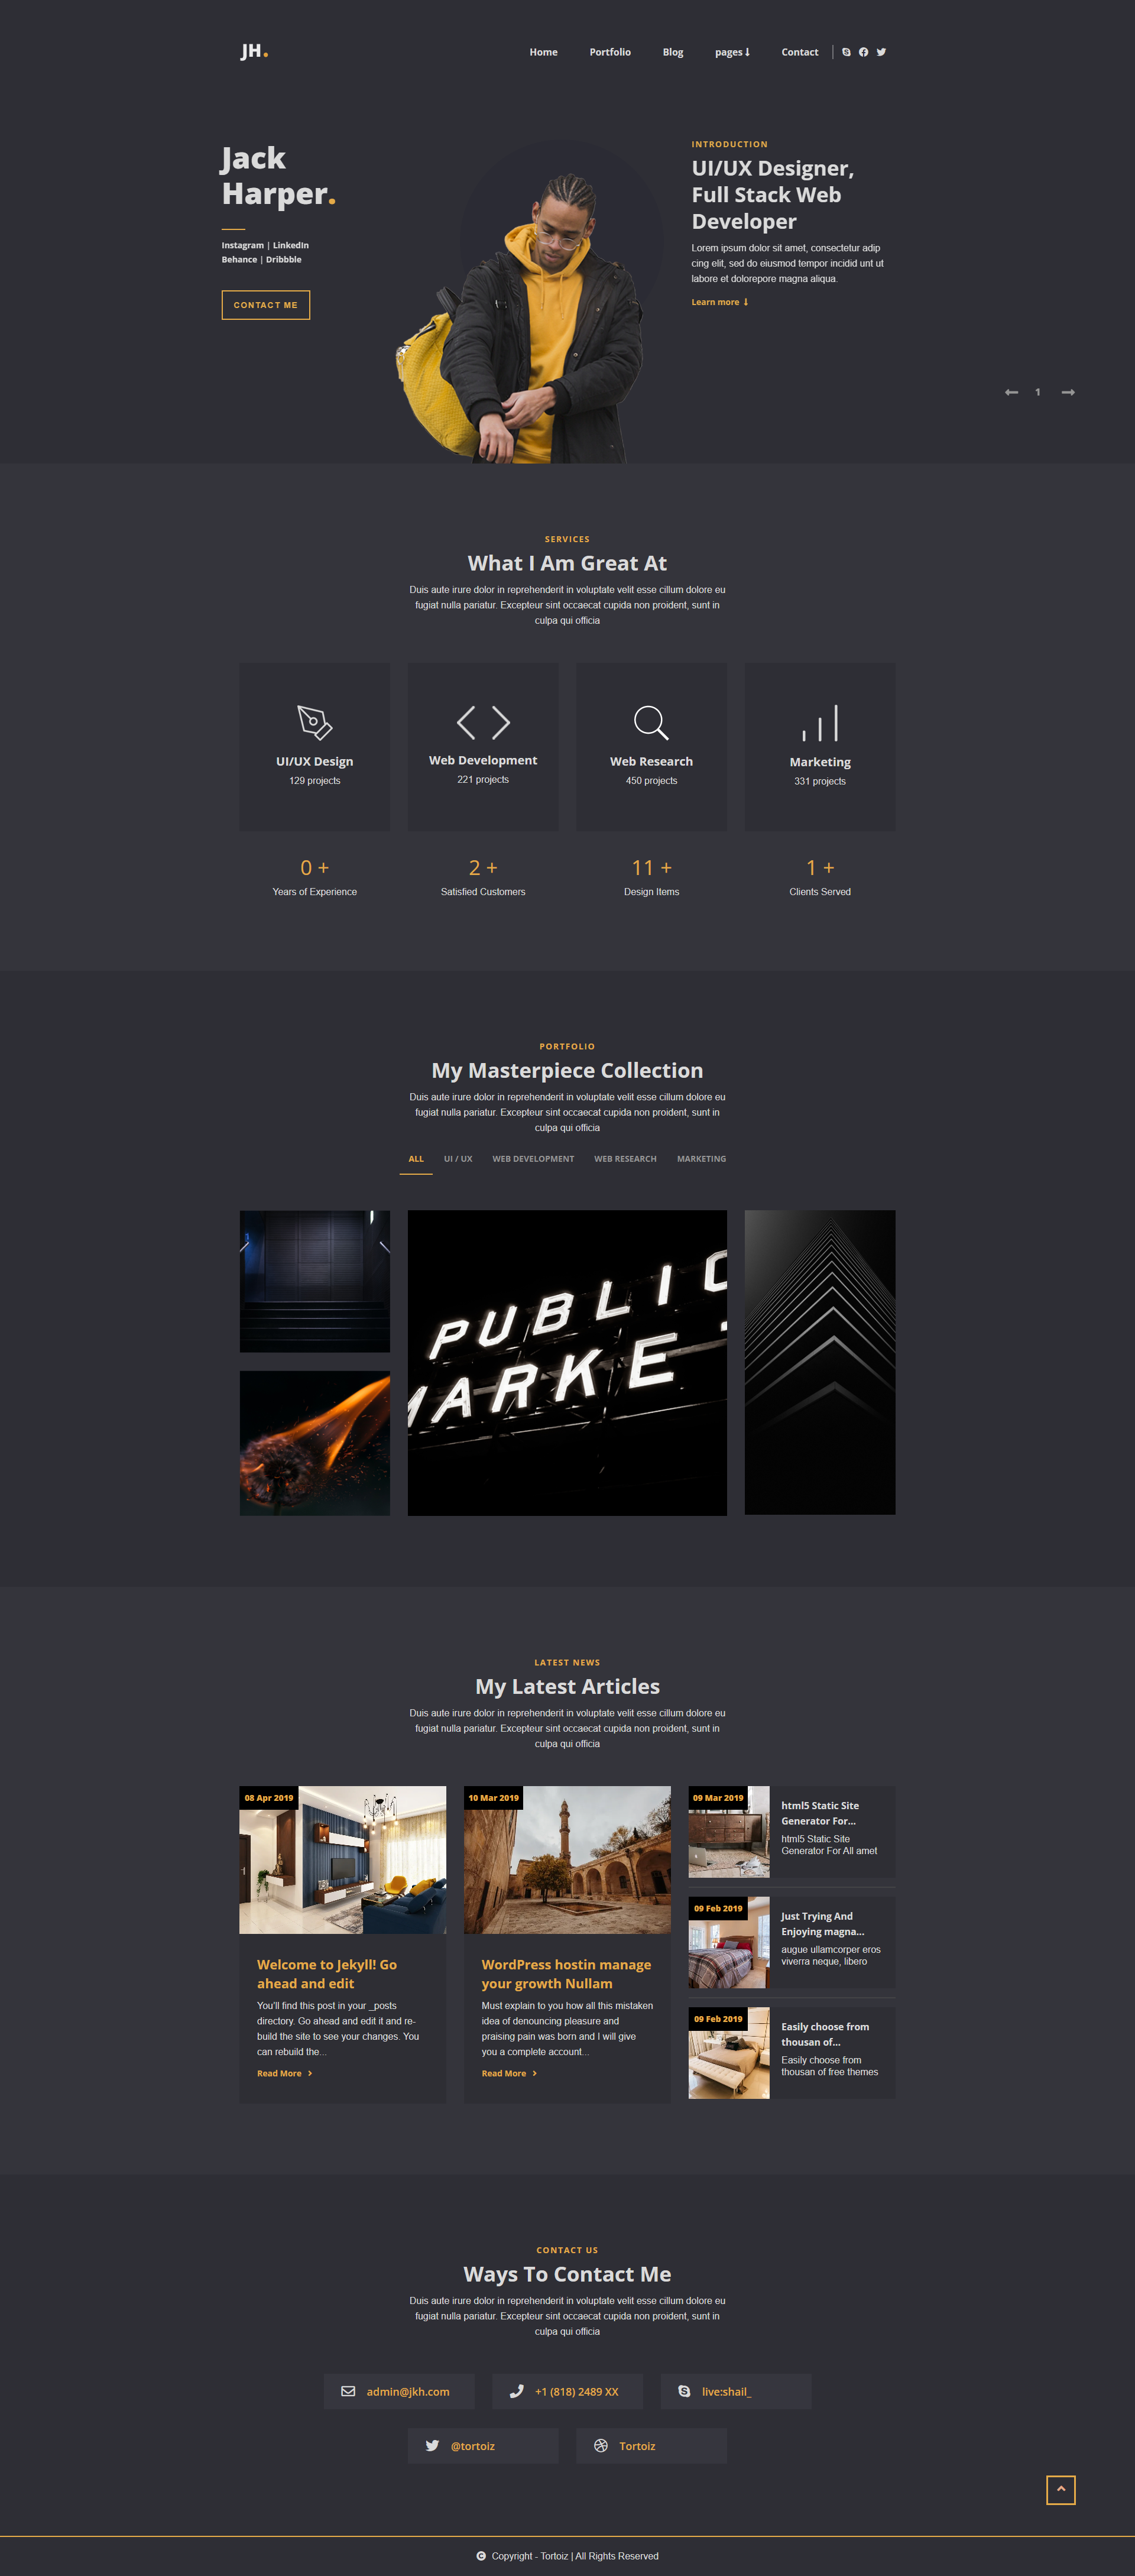 JH.
Home Portfolio Blog pages Contact
Jack
Harper.
Instagram | LinkedIn
Behance | Dribbble
CONTACT ME
INTRODUCTION
UI/UX Designer,
Full Stack Web
Developer
Lorem ipsum dolor sit amet, consectetur adip
cing elit, sed do eiusmod tempor incidid unt ut
labore et dolorepore magna aliqua.
Learn more
1
SERVICES
What I Am Great At
Duis aute irure dolor in reprehenderit in voluptate velit esse cillum dolore eu
fugiat nulla pariatur. Excepteur sint occaecat cupida non proident, sunt in
culpa qui officia
UI/UX Design
129 projects
Web Development
221 projects
Web Research
450 projects
Marketing
331 projects
0 +
Years of Experience
2 +
Satisfied Customers
11 +
Design Items
1 +
Clients Served
PORTFOLIO
My Masterpiece Collection
Duis aute irure dolor in reprehenderit in voluptate velit esse cillum dolore eu
fugiat nulla pariatur. Excepteur sint occaecat cupida non proident, sunt in
culpa qui officia
ALL UI / UX WEB DEVELOPMENT WEB RESEARCH MARKETING
PUBLIC
MARKE
LATEST NEWS
My Latest Articles
Duis aute irure dolor in reprehenderit in voluptate velit esse cillum dolore eu
fugiat nulla pariatur. Excepteur sint occaecat cupida non proident, sunt in
culpa qui officia
08 Apr 2019
Welcome to Jekyll! Go
ahead and edit
You'll find this post in your _posts
directory. Go ahead and edit it and re-
build the site to see your changes. You
can rebuild the...
Read More
10 Mar 2019
WordPress hostin manage
your growth Nullam
Must explain to you how all this mistaken
idea of denouncing pleasure and
praising pain was born and I will give
you a complete account...
Read More
09 Mar 2019
html5 Static Site
Generator For...
html5 Static Site
Generator For All amet
09 Feb 2019
Just Trying And
Enjoying magna...
augue ullamcorper eros
viverra neque, libero
09 Feb 2019
Easily choose from
thousan of...
Easily choose from
thousan of free themes
CONTACT US
Ways To Contact Me
Duis aute irure dolor in reprehenderit in voluptate velit esse cillum dolore eu
fugiat nulla pariatur. Excepteur sint occaecat cupida non proident, sunt in
culpa qui officia
admin@jkh.com
+1 (818) 2489 XX
live:shail_
@tortoiz
Tortoiz
Copyright - Tortoiz | All Rights Reserved